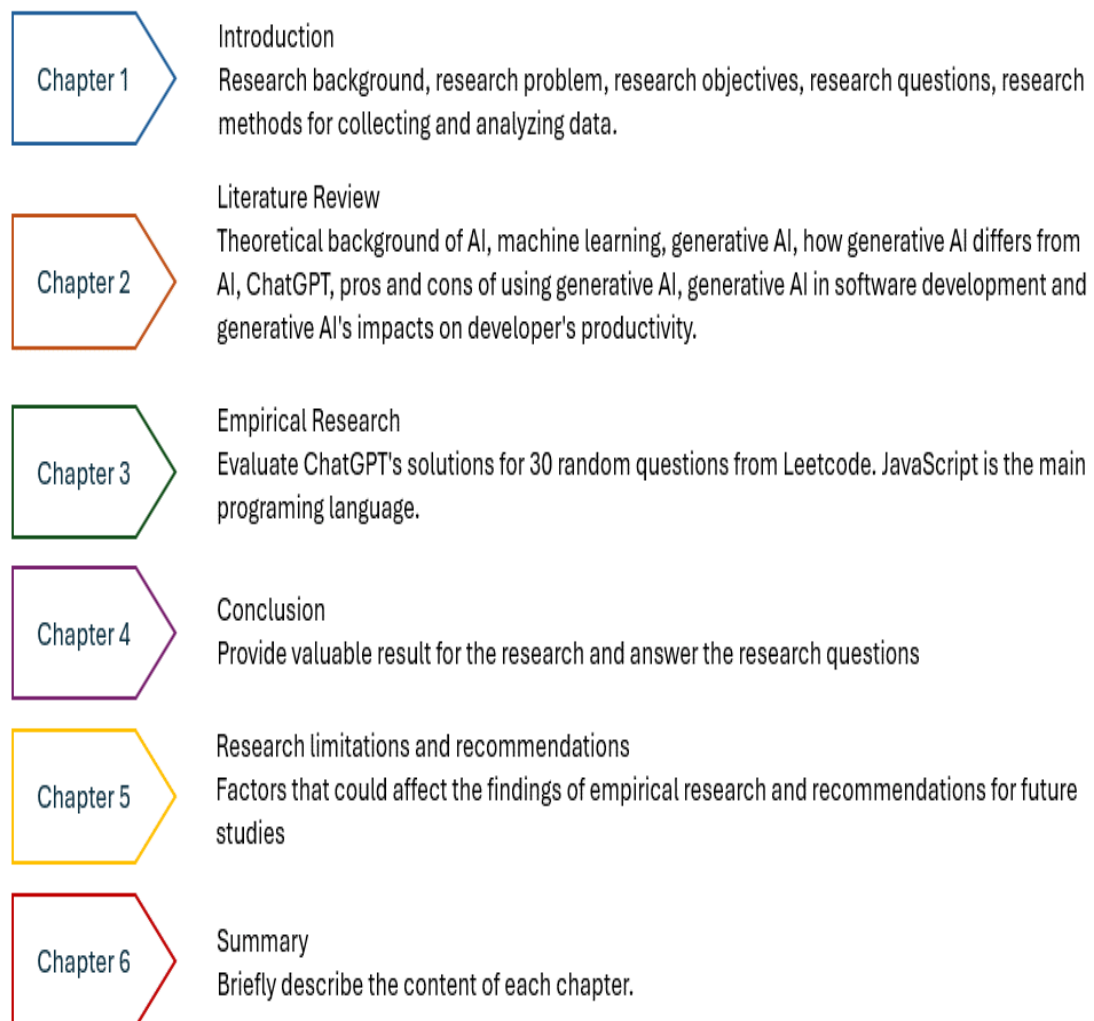 Chapter 1
Introduction
Research background, research problem, research objectives, research questions, research
methods for collecting and analyzing data.
Chapter 2
Literature Review
Theoretical background of AI, machine learning, generative AI, how generative AI differs from
AI, ChatGPT, pros and cons of using generative AI, generative AI in software development and
generative AI's impacts on developer's productivity.
Chapter 3
Empirical Research
Evaluate ChatGPT's solutions for 30 random questions from Leetcode. JavaScript is the main
programing language.
Chapter 4
Conclusion
Provide valuable result for the research and answer the research questions
Chapter 5
Research limitations and recommendations
Factors that could affect the findings of empirical research and recommendations for future
studies
Chapter 6
Summary
Briefly describe the content of each chapter.